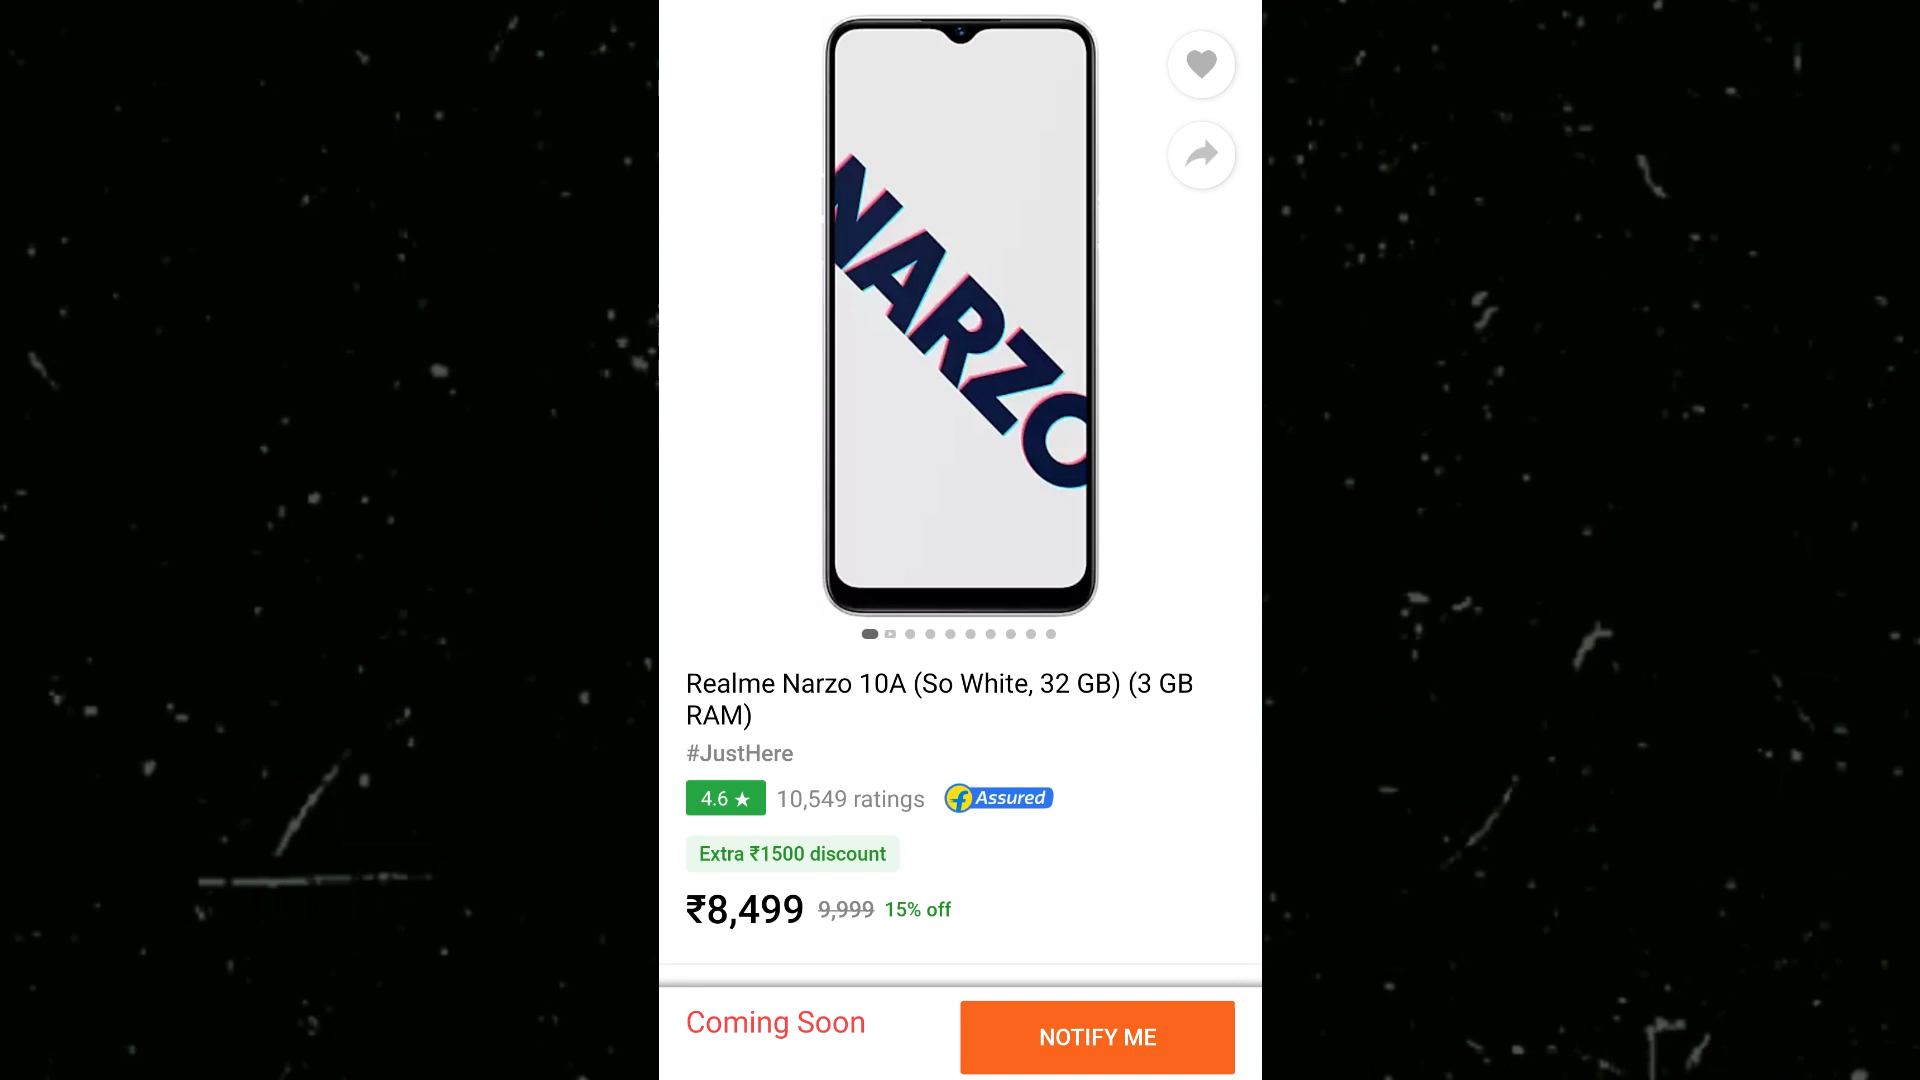 NARZO
Realme Narzo 10A (So White, 32 GB) (3 GB
RAM)
#JustHere
4.6 ★ 10,549 ratings f Assured
Extra ₹1500 discount
₹8,499 9,999 15% off
Coming Soon
NOTIFY ME